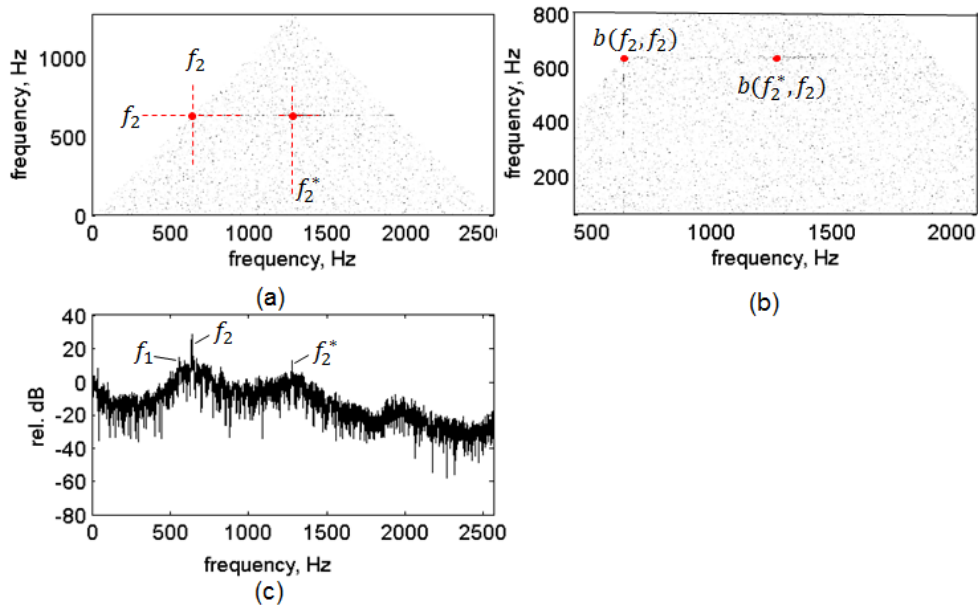 frequency, Hz
1000
500
0
f₂
f₂
f₂*
0 500 1000 1500 2000 2500
frequency, Hz
(a)
frequency, Hz
800
600
400
200
b(f₂, f₂)
b(f₂*, f₂)
500 1000 1500 2000
frequency, Hz
(b)
rel. dB
40
20
0
-20
-40
-60
-80
f₁
f₂
f₂*
0 500 1000 1500 2000 2500
frequency, Hz
(c)